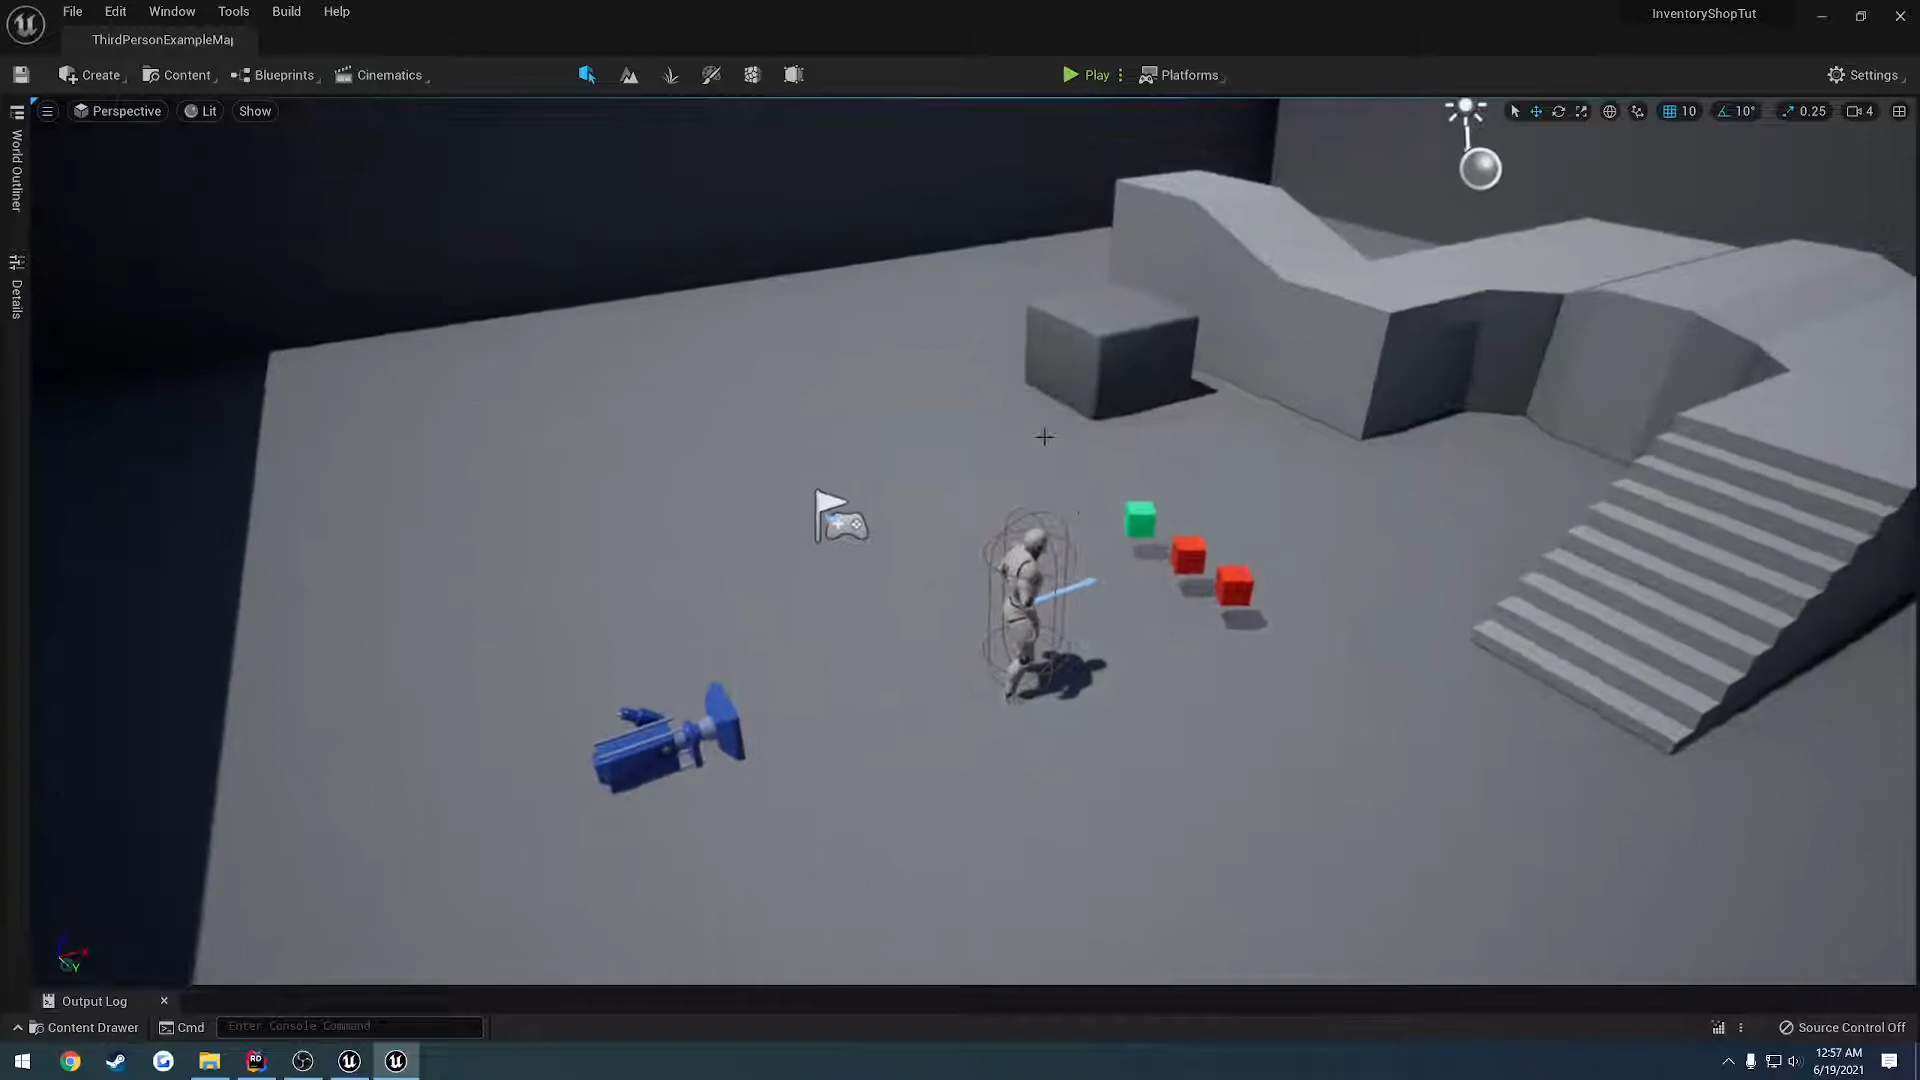 File Edit Window Tools Build Help
InventoryShopTut
ThirdPersonExampleMap
Create Content Blueprints Cinematics
Play Platforms
Settings
Perspective Lit Show
10 10° 0.25 4
World Outliner
Details
X
Y
Output Log
Content Drawer Cmd Enter Console Command
Source Control Off
RD
12:57 AM
6/19/2021